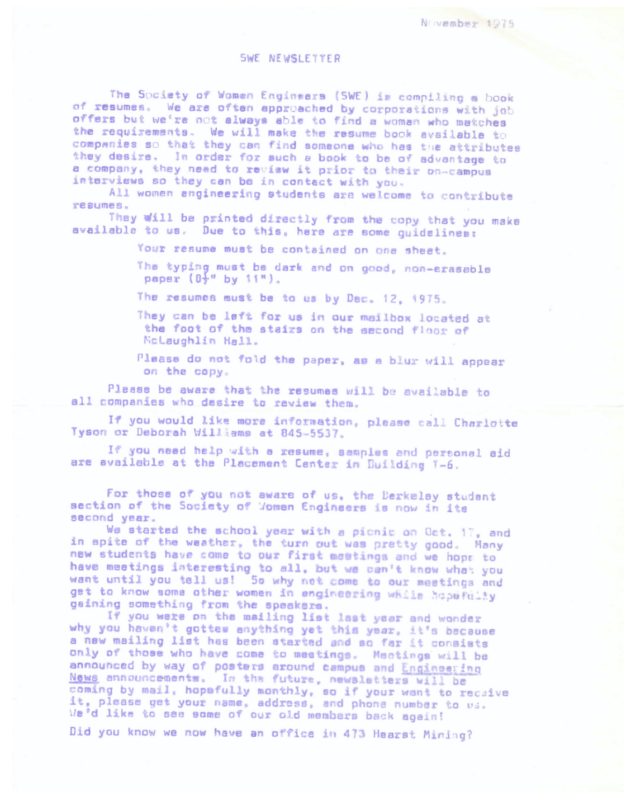 November 1975
SWE NEWSLETTER
The Society of Women Engineers (SWE) is compiling a book
of resumes. We are often approached by corporations with job
offers but we're not always able to find a woman who matches
the requirements. We will make the resume book available to
companies so that they can find someone who has the attributes
they desire. In order for such a book to be of advantage to
a company, they need to review it prior to their on-campus
interviews so they can be in contact with you.
All women engineering students are welcome to contribute
resumes.
They will be printed directly from the copy that you make
available to us. Due to this, here are some guidelines:
Your resume must be contained on one sheet.
The typing must be dark and on good, non-erasable
paper (8½" by 11").
The resumes must be to us by Dec. 12, 1975.
They can be left for us in our mailbox located at
the foot of the stairs on the second floor of
McLaughlin Hall.
Please do not fold the paper, as a blur will appear
on the copy.
Please be aware that the resumes will be available to
all companies who desire to review them.
If you would like more information, please call Charlotte
Tyson or Deborah Williams at 845-5537.
If you need help with a resume, samples and personal aid
are available at the Placement Center in Building T-6.
For those of you not aware of us, the Berkeley student
section of the Society of Women Engineers is now in its
second year.
We started the school year with a picnic on Oct. 17, and
in spite of the weather, the turn out was pretty good. Many
new students have come to our first meetings and we hope to
have meetings interesting to all, but we can't know what you
want until you tell us! So why not come to our meetings and
get to know some other women in engineering while hopefully
gaining something from the speakers.
If you were on the mailing list last year and wonder
why you haven't gotten anything yet this year, it's because
a new mailing list has been started and so far it consists
only of those who have come to meetings. Meetings will be
announced by way of posters around campus and Engineering
News announcements. In the future, newsletters will be
coming by mail, hopefully monthly, so if your want to receive
it, please get your name, address, and phone number to us.
We'd like to see some of our old members back again!
Did you know we now have an office in 473 Hearst Mining?